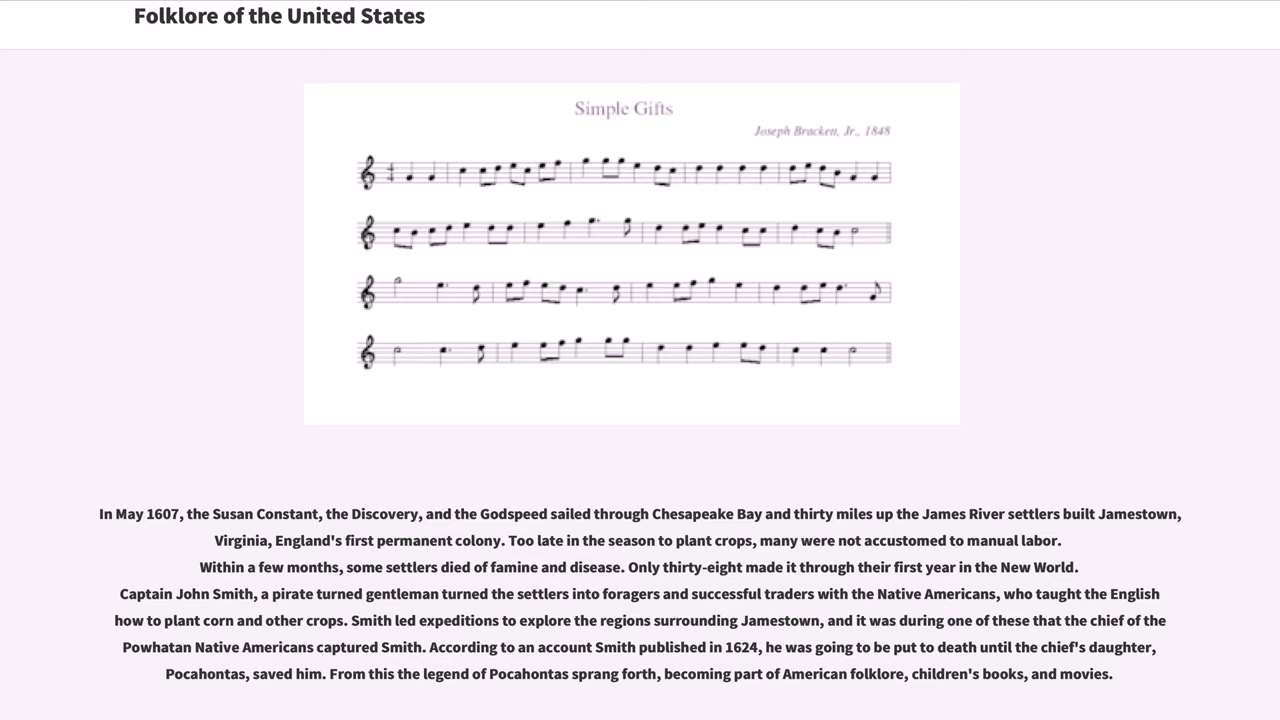 Folklore of the United States
Simple Gifts
Joseph Brackett, Jr., 1848
In May 1607, the Susan Constant, the Discovery, and the Godspeed sailed through Chesapeake Bay and thirty miles up the James River settlers built Jamestown,
Virginia, England's first permanent colony. Too late in the season to plant crops, many were not accustomed to manual labor.
Within a few months, some settlers died of famine and disease. Only thirty-eight made it through their first year in the New World.
Captain John Smith, a pirate turned gentleman turned the settlers into foragers and successful traders with the Native Americans, who taught the English
how to plant corn and other crops. Smith led expeditions to explore the regions surrounding Jamestown, and it was during one of these that the chief of the
Powhatan Native Americans captured Smith. According to an account Smith published in 1624, he was going to be put to death until the chief's daughter,
Pocahontas, saved him. From this the legend of Pocahontas sprang forth, becoming part of American folklore, children's books, and movies.